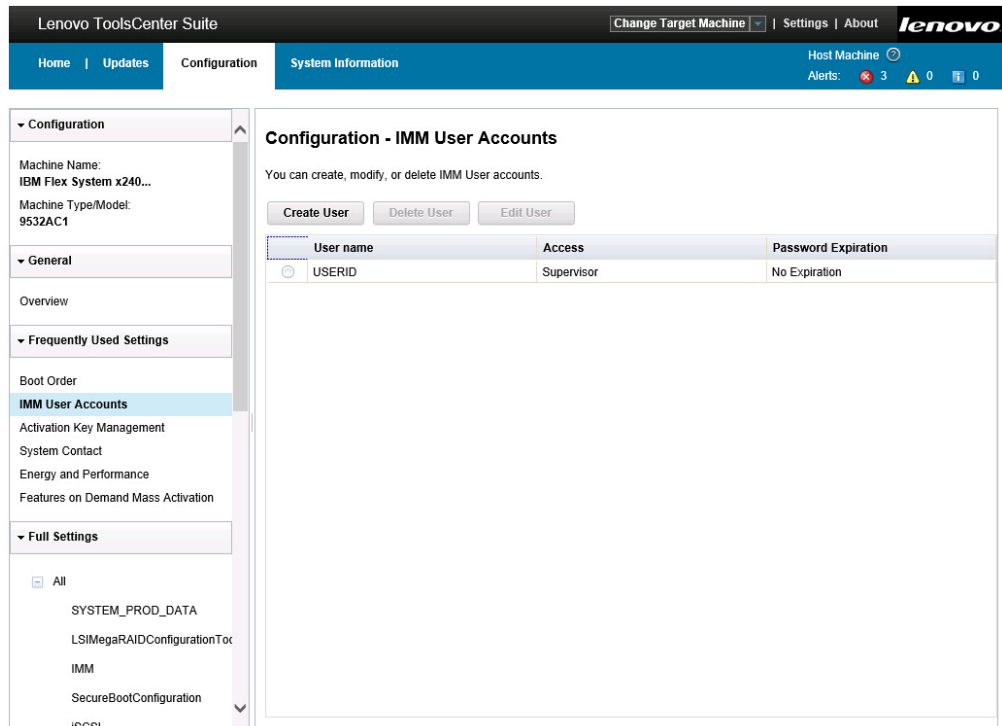 Lenovo ToolsCenter Suite
Change Target Machine | Settings | About
lenovo
Home | Updates Configuration System Information
Host Machine ?
Alerts: 3 0 0
Configuration
Machine Name:
IBM Flex System x240...
Machine Type/Model:
9532AC1
General
Overview
Frequently Used Settings
Boot Order
IMM User Accounts
Activation Key Management
System Contact
Energy and Performance
Features on Demand Mass Activation
Full Settings
All
SYSTEM_PROD_DATA
LSIMegaRAIDConfigurationToo
IMM
SecureBootConfiguration
iSCSI
Configuration - IMM User Accounts
You can create, modify, or delete IMM User accounts.
Create User Delete User Edit User
User name Access Password Expiration
USERID Supervisor No Expiration